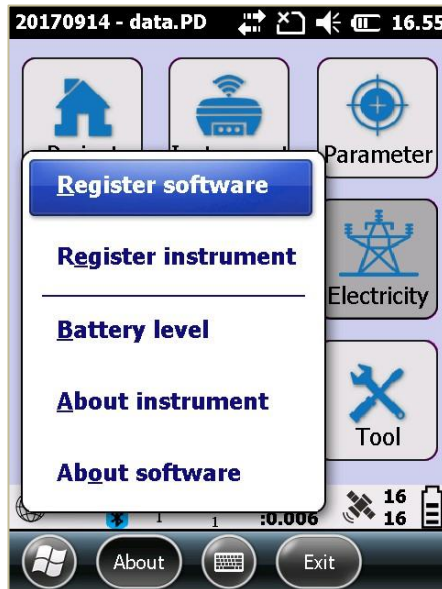 20170914 - data.PD 16.55
Parameter
Register software
Register instrument
Electricity
Battery level
About instrument
Tool
About software
1 1 :0.006 16
16
About Exit